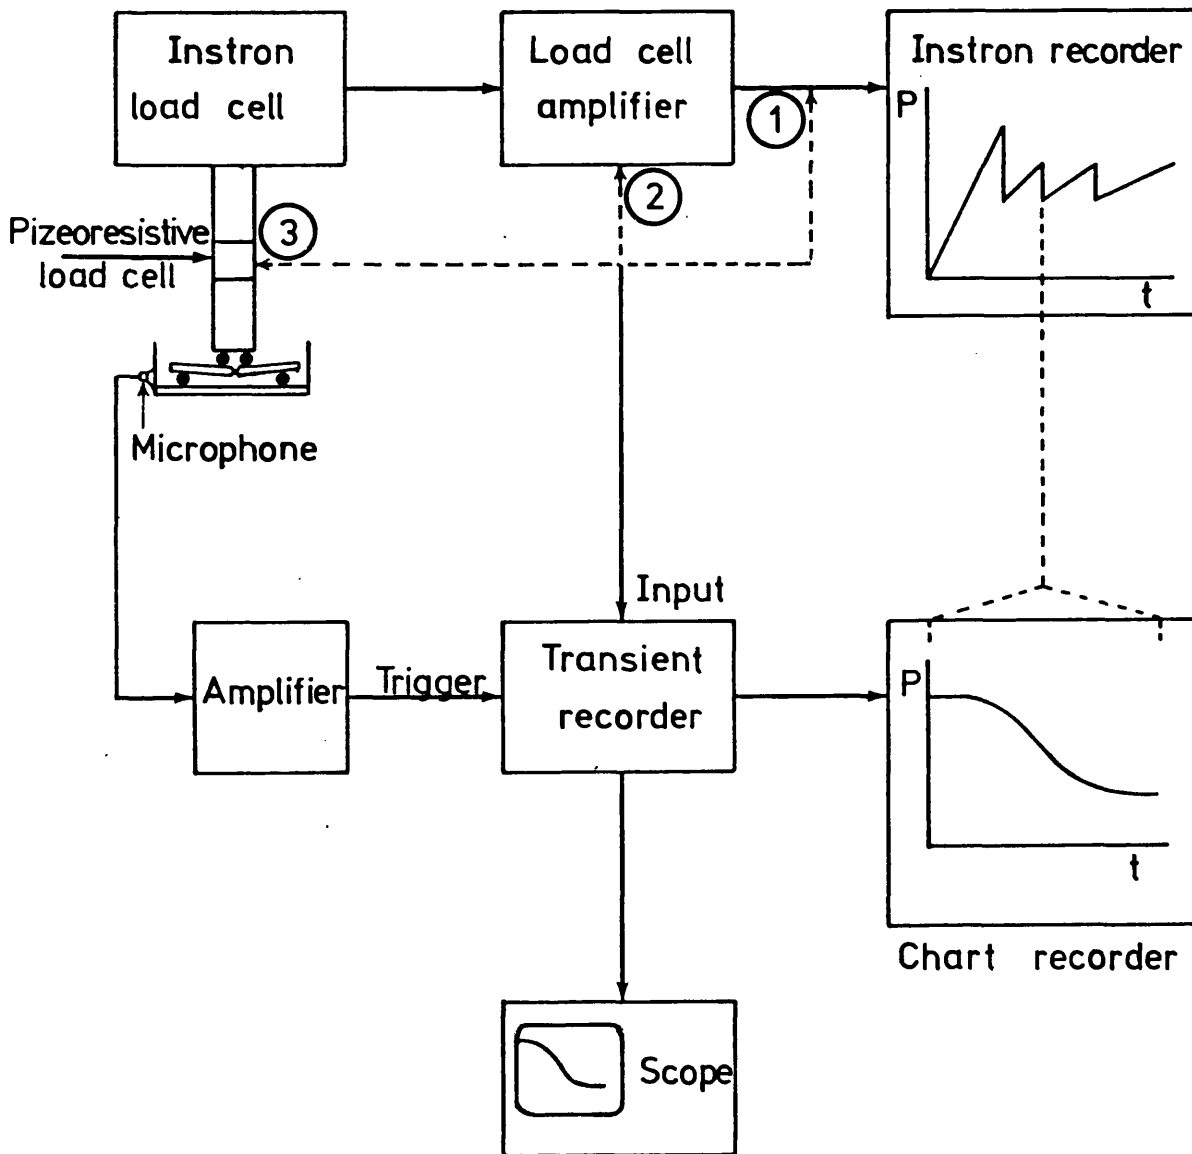 Instron
load cell
Load cell
amplifier
Instron recorder
P
t
1
2
3
Pizeoresistive
load cell
Microphone
Input
Amplifier
Trigger
Transient
recorder
P
t
Chart recorder
Scope